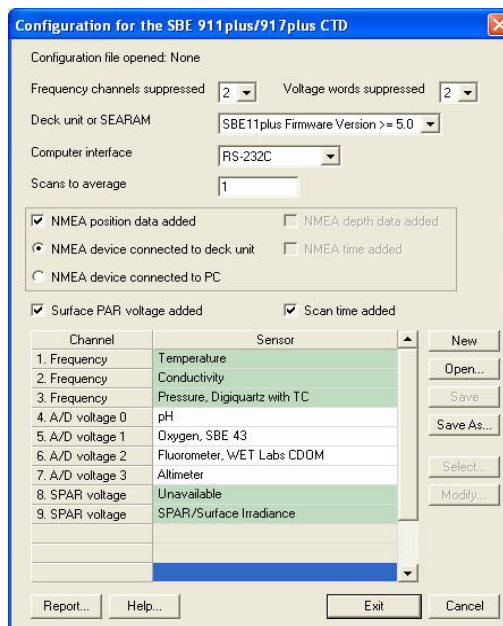 Configuration for the SBE 911plus/917plus CTD
Configuration file opened: None
Frequency channels suppressed 2 Voltage words suppressed 2
Deck unit or SEARAM SBE11plus Firmware Version >= 5.0
Computer interface RS-232C
Scans to average 1
NMEA position data added NMEA depth data added
NMEA device connected to deck unit NMEA time added
NMEA device connected to PC
Surface PAR voltage added Scan time added
Channel Sensor New
1. Frequency Temperature
2. Frequency Conductivity Open...
3. Frequency Pressure, Digiquartz with TC Save
4. A/D voltage 0 pH
5. A/D voltage 1 Oxygen, SBE 43 Save As...
6. A/D voltage 2 Fluorometer, WET Labs CDOM
7. A/D voltage 3 Altimeter Select...
8. SPAR voltage Unavailable Modify...
9. SPAR voltage SPAR/Surface Irradiance
Report... Help... Exit Cancel